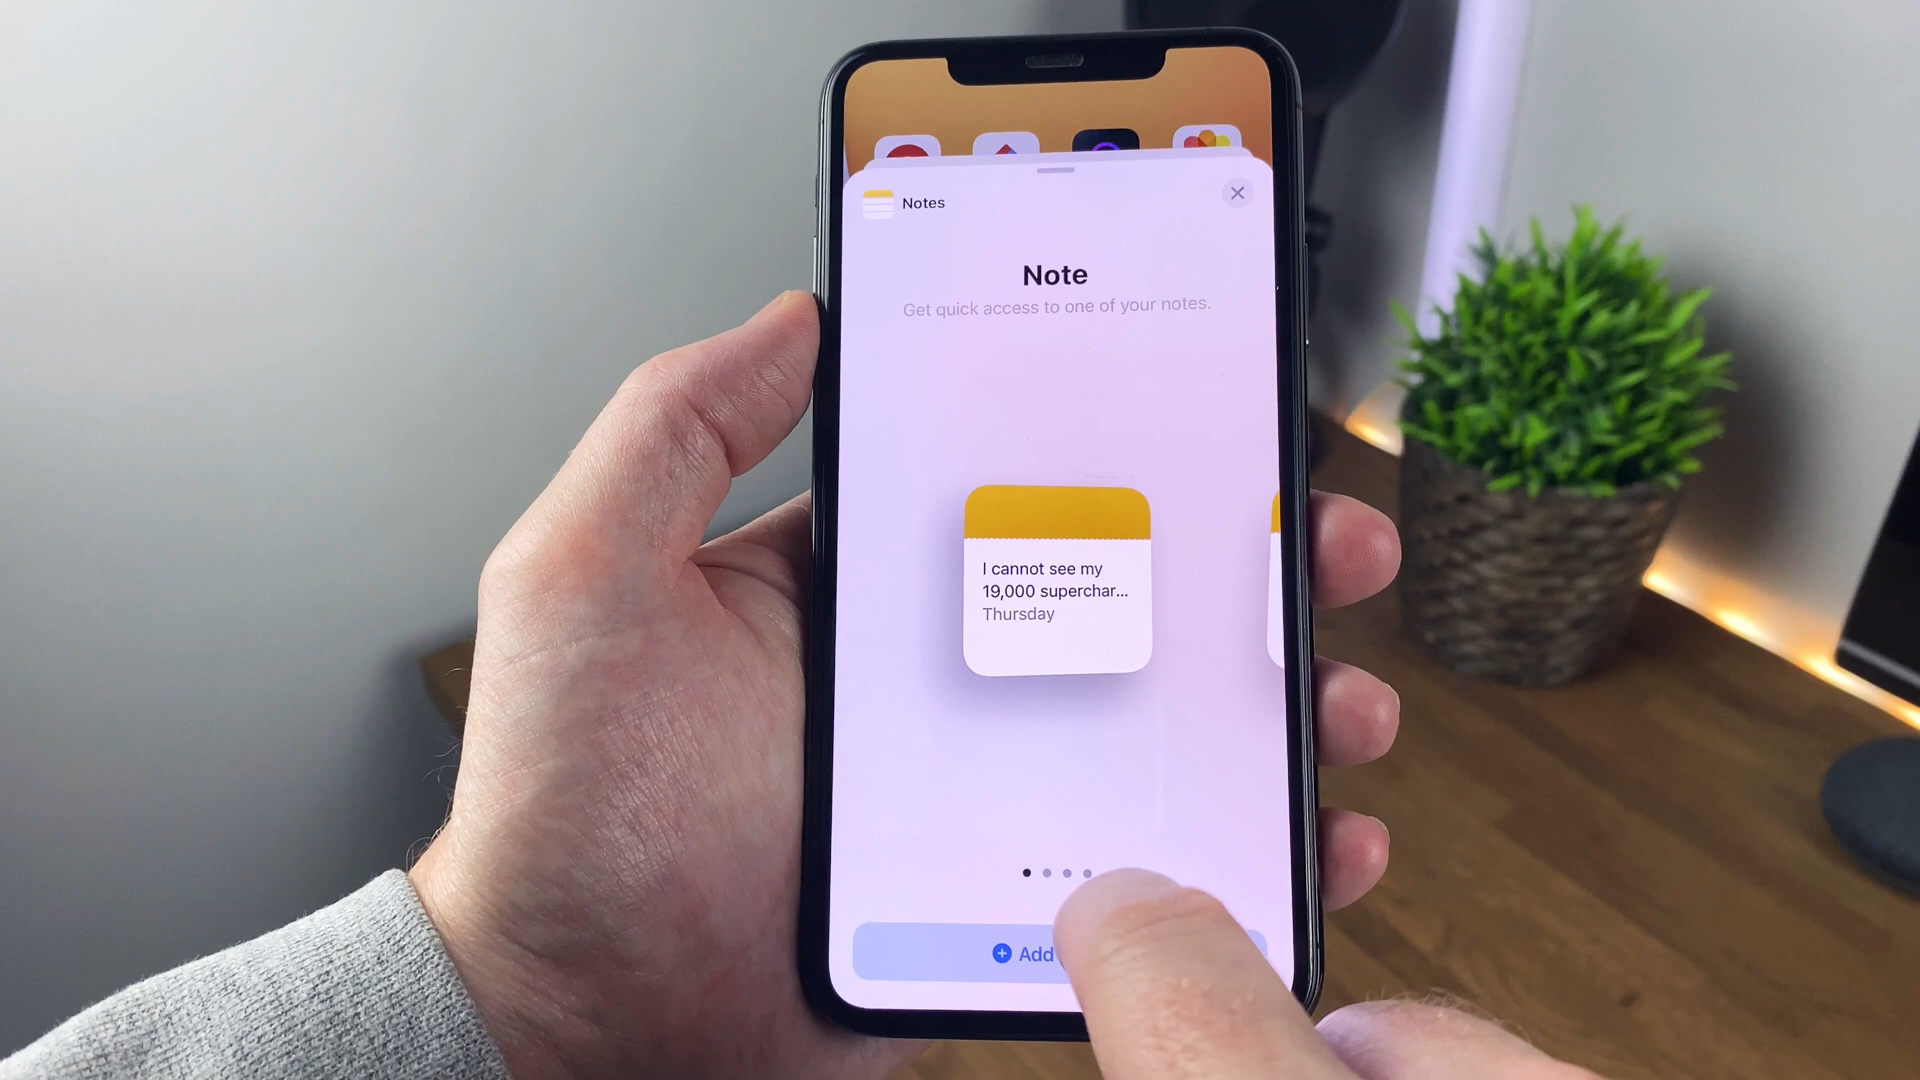 Notes
Note
Get quick access to one of your notes.
I cannot see my
19,000 superchar...
Thursday
Add